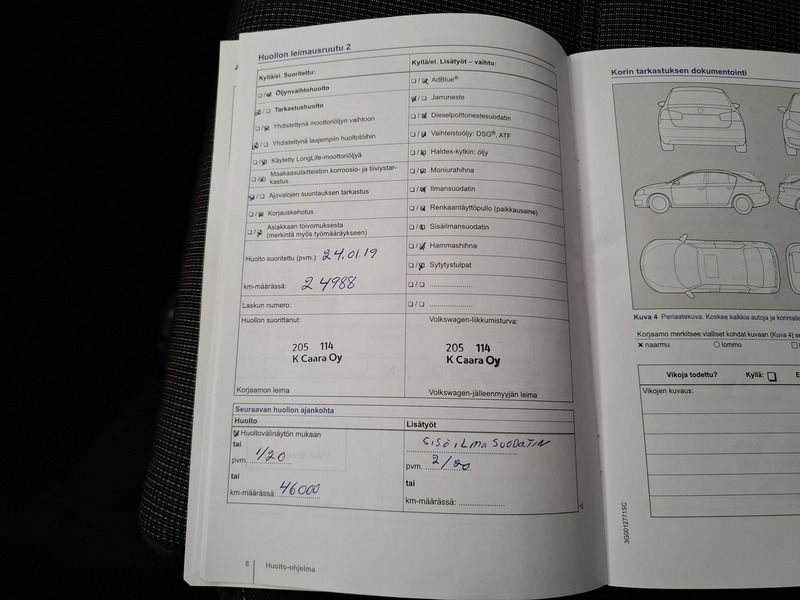 Huollon leimausruutu 2
Kyllä/ei. Suoritettu:
Öljynvaihtohuolto
Tarkastushuolto
Yhdistettynä moottoriöljyn vaihtoon
Yhdistettynä laajempiin huoltotöihin
Käytetty LongLife-moottoriöljyä
Maakaasulaitteiston korroosio- ja tiiviystar-
kastus
Ajovalojen suuntauksen tarkastus
Korjauskehotus
Asiakkaan toivomuksesta
(merkintä myös työmääräykseen)
Huolto suoritettu (pvm.): 24.01.19
km-määrässä: 24988
Laskun numero:
Huollon suorittanut:
205 114
K Caara Oy
Korjaamon leima
Kyllä/ei. Lisätyöt – vaihto:
AdBlue®
Jarruneste
Dieselpolttonestesuodatin
Vaihteistoöljy: DSG®, ATF
Haldex-kytkin: öljy
Moniurahihna
Ilmansuodatin
Renkaantäyttöpullo (paikkausaine)
Sisäilmansuodatin
Hammashihna
Sytytystulpat
Volkswagen-liikkumisturva:
205 114
K Caara Oy
Volkswagen-jälleenmyyjän leima
Seuraavan huollon ajankohta
Huolto
Huoltovälinäytön mukaan
tai
pvm. 1/20
tai
km-määrässä: 46000
Lisätyöt
SISÄILMASUODATIN
pvm. 2/20
tai
km-määrässä:
8 Huolto-ohjelma
Korin tarkastuksen dokumentointi
Kuva 4 Periaatekuva. Koskee kaikkia autoja ja
Korjaamo merkitsee vialliset kohdat kuvaan (Kuva 4)
naarmu lommo
Vikoja todettu? Kyllä:
Vikojen kuvaus:
3G0012771SC